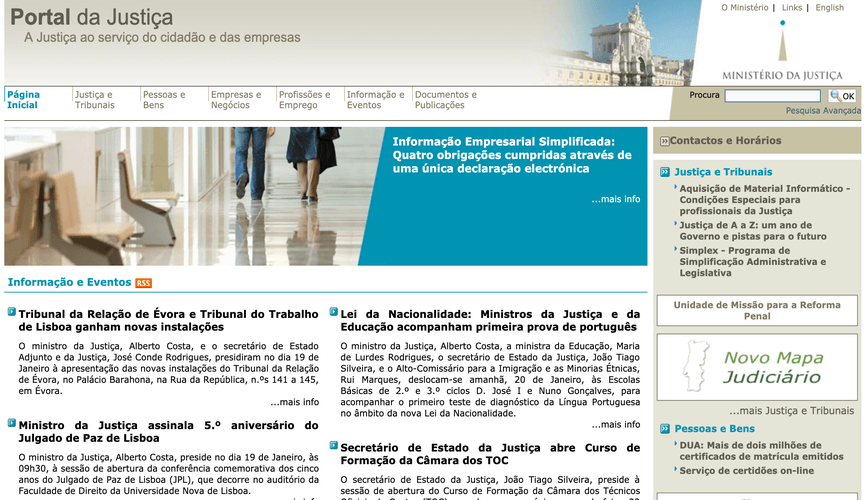 Portal da Justiça
A Justiça ao serviço do cidadão e das empresas
O Ministério | Links | English
MINISTÉRIO DA JUSTIÇA
Página
Inicial
Justiça e
Tribunais
Pessoas e
Bens
Empresas e
Negócios
Profissões e
Emprego
Informação e
Eventos
Documentos e
Publicações
Procura
OK
Pesquisa Avançada
Informação Empresarial Simplificada:
Quatro obrigações cumpridas através de
uma única declaração electrónica
...mais info
Informação e Eventos RSS
Tribunal da Relação de Évora e Tribunal do Trabalho
de Lisboa ganham novas instalações
O ministro da Justiça, Alberto Costa, e o secretário de Estado
Adjunto e da Justiça, José Conde Rodrigues, presidiram no dia 19 de
Janeiro à apresentação das novas instalações do Tribunal da Relação
de Évora, no Palácio Barahona, na Rua da República, n.ºs 141 a 145,
em Évora.
...mais info
Ministro da Justiça assinala 5.º aniversário do
Julgado de Paz de Lisboa
O ministro da Justiça, Alberto Costa, preside no dia 19 de Janeiro, às
09h30, à sessão de abertura da conferência comemorativa dos cinco
anos do Julgado de Paz de Lisboa (JPL), que decorre no auditório da
Faculdade de Direito da Universidade Nova de Lisboa.
Lei da Nacionalidade: Ministros da Justiça e da
Educação acompanham primeira prova de português
O ministro da Justiça, Alberto Costa, a ministra da Educação, Maria
de Lurdes Rodrigues, o secretário de Estado da Justiça, João Tiago
Silveira, e o Alto-Comissário para a Imigração e as Minorias Étnicas,
Rui Marques, deslocam-se amanhã, 20 de Janeiro, às Escolas
Básicas de 2.º e 3.º ciclos D. José I e Nuno Gonçalves, para
acompanhar o primeiro teste de diagnóstico da Língua Portuguesa
no âmbito da nova Lei da Nacionalidade.
...mais info
Secretário de Estado da Justiça abre Curso de
Formação da Câmara dos TOC
O secretário de Estado da Justiça, João Tiago Silveira, preside à
sessão de abertura do Curso de Formação da Câmara dos Técnicos
Contactos e Horários
Justiça e Tribunais
Aquisição de Material Informático -
Condições Especiais para
profissionais da Justiça
Justiça de A a Z: um ano de
Governo e pistas para o futuro
Simplex - Programa de
Simplificação Administrativa e
Legislativa
Unidade de Missão para a Reforma
Penal
Novo Mapa
Judiciário
...mais Justiça e Tribunais
Pessoas e Bens
DUA: Mais de dois milhões de
certificados de matrícula emitidos
Serviço de certidões on-line